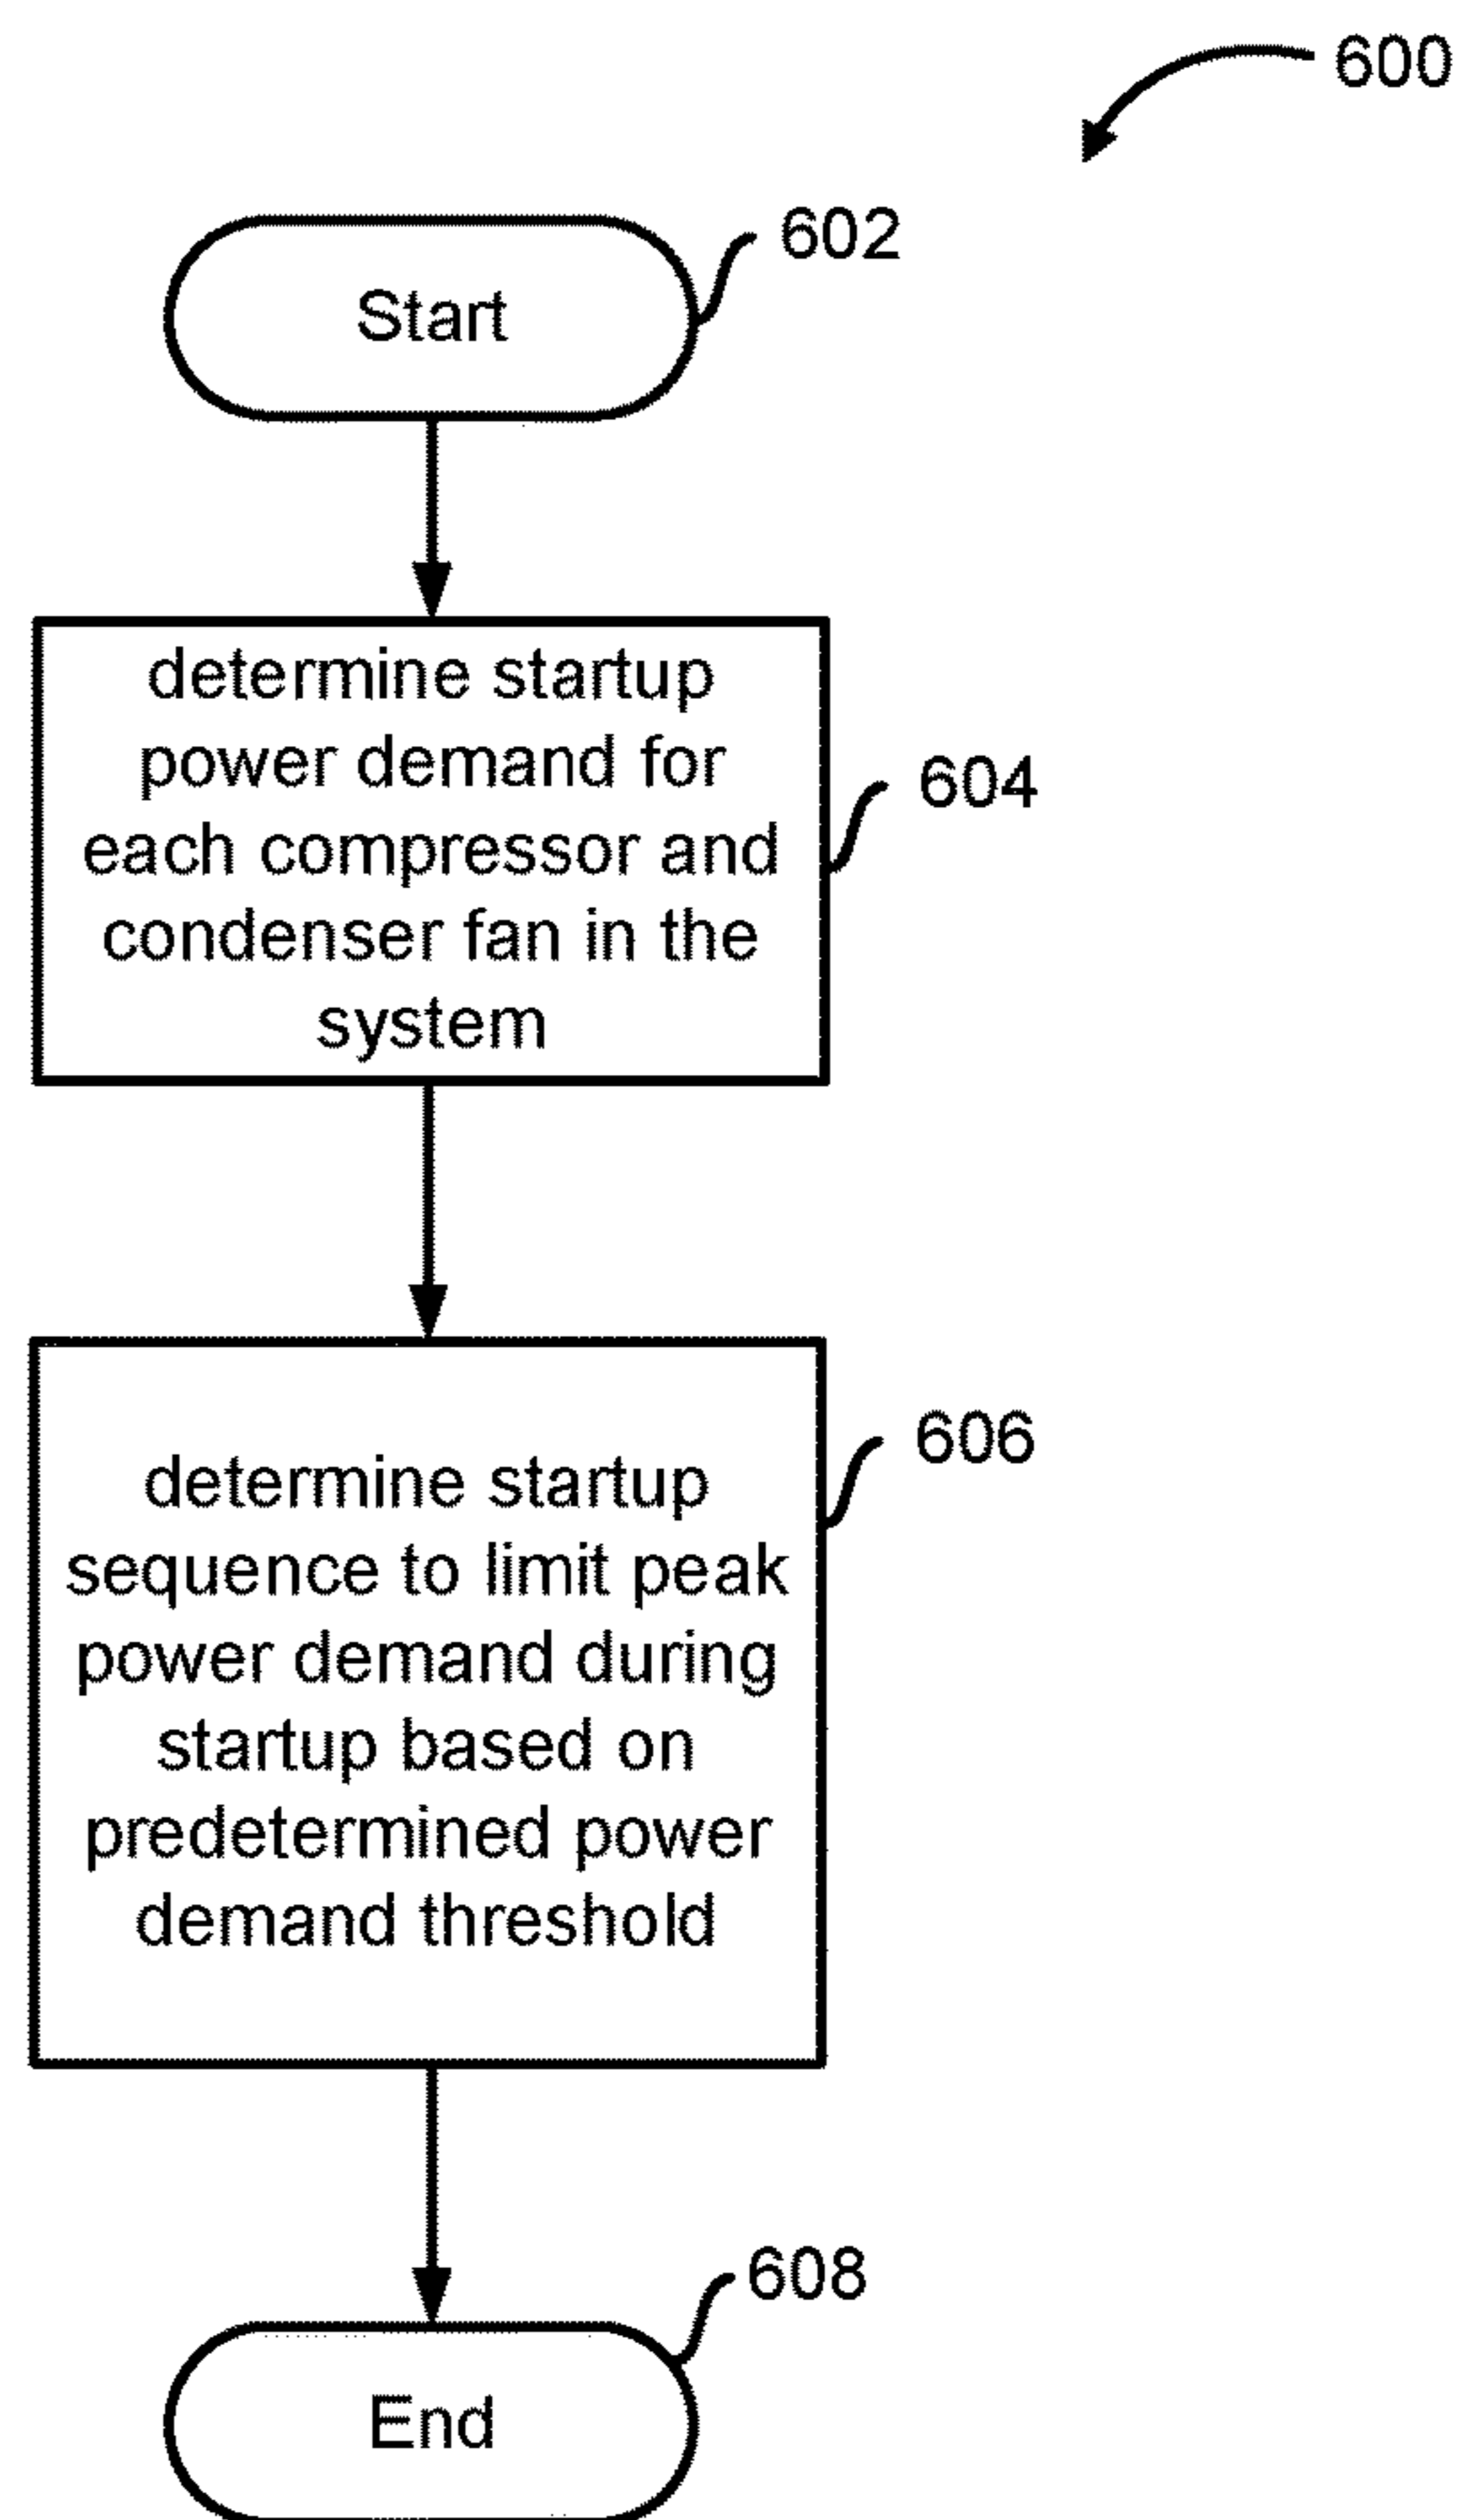 600
602
Start
determine startup
power demand for
each compressor and
condenser fan in the
system
604
determine startup
sequence to limit peak
power demand during
startup based on
predetermined power
demand threshold
606
608
End